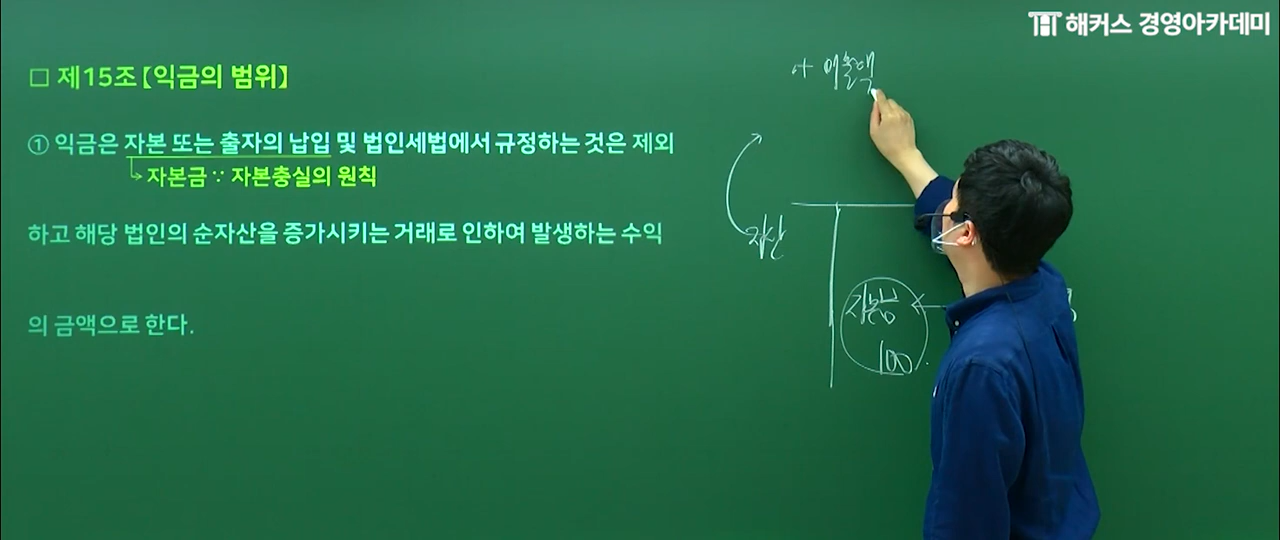 해커스 경영아카데미
□ 제15조【익금의 범위】
① 익금은 자본 또는 출자의 납입 및 법인세법에서 규정하는 것은 제외
자본금 ∵ 자본충실의 원칙
하고 해당 법인의 순자산을 증가시키는 거래로 인하여 발생하는 수익
의 금액으로 한다.
+ 매출액
자산
자본금
100